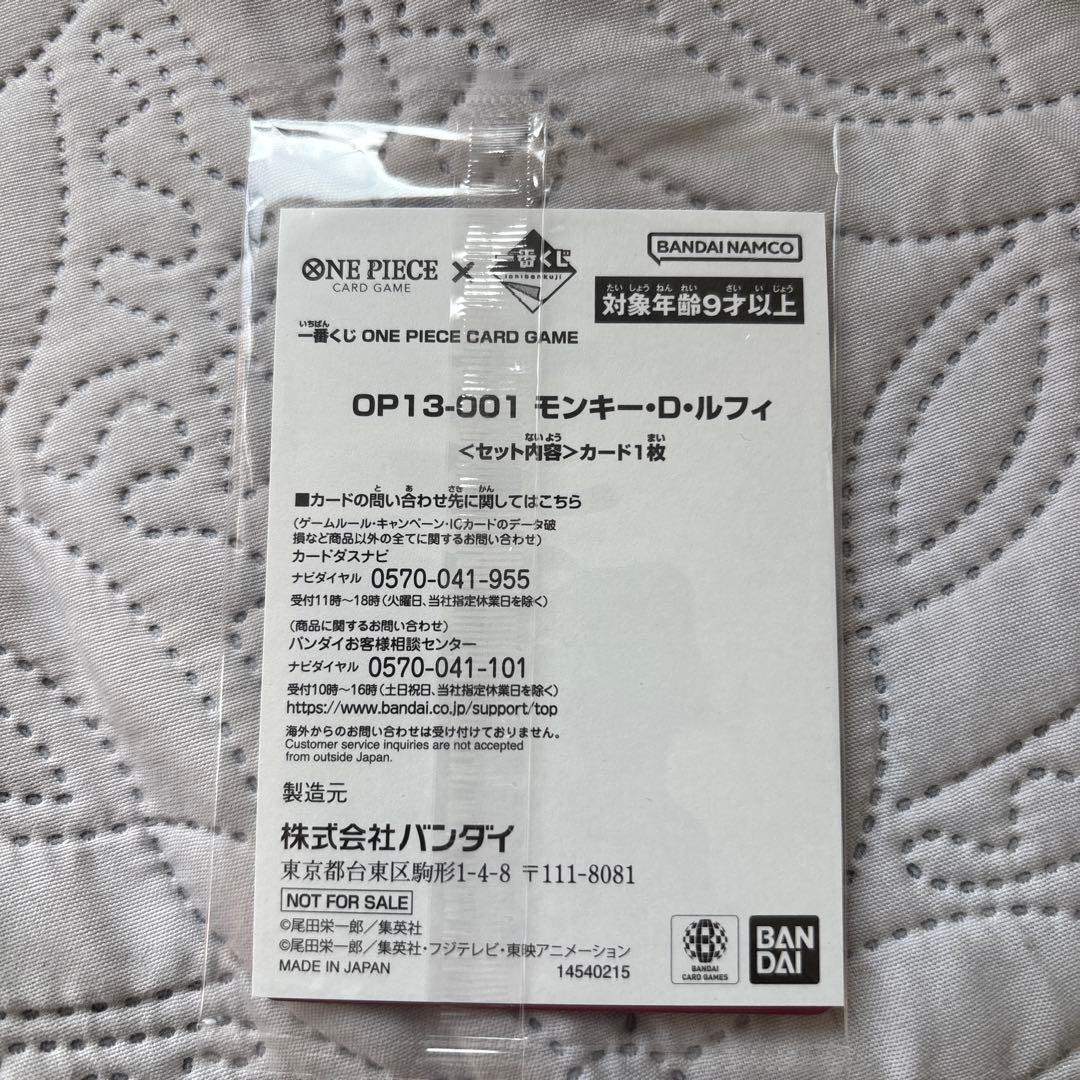 ONE PIECE
CARD GAME
×
一番くじ
ichibankuji
BANDAI NAMCO
たいしょうねんれい さい いじょう
対象年齢9才以上
いちばん
一番くじ ONE PIECE CARD GAME
OP13-001 モンキー・D・ルフィ
ないよう まい
<セット内容>カード1枚
と あ さき かん
■カードの問い合わせ先に関してはこちら
(ゲームルール・キャンペーン・ICカードのデータ破
損など商品以外の全てに関するお問い合わせ)
カードダスナビ
ナビダイヤル 0570-041-955
受付11時~18時(火曜日、当社指定休業日を除く)
(商品に関するお問い合わせ)
バンダイお客様相談センター
ナビダイヤル 0570-041-101
受付10時~16時(土日祝日、当社指定休業日を除く)
https://www.bandai.co.jp/support/top
海外からのお問い合わせは受け付けておりません。
Customer service inquiries are not accepted
from outside Japan.
製造元
株式会社バンダイ
東京都台東区駒形1-4-8 〒111-8081
NOT FOR SALE
©尾田栄一郎/集英社
©尾田栄一郎/集英社・フジテレビ・東映アニメーション
MADE IN JAPAN 14540215
BANDAI
CARD GAMES
BAN
DAI